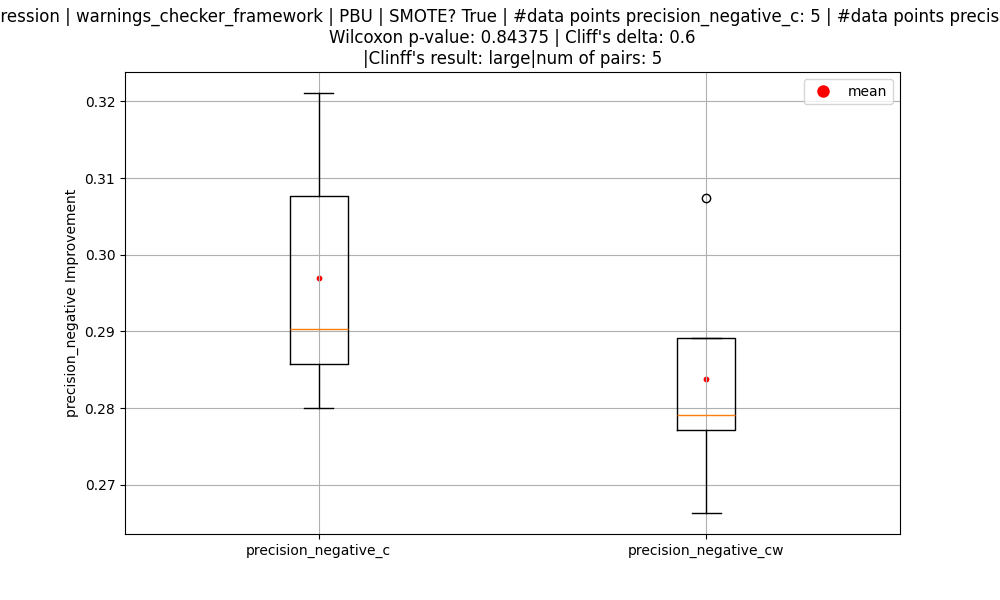 ression | warnings_checker_framework | PBU | SMOTE? True | #data points precision_negative_c: 5 | #data points precis
Wilcoxon p-value: 0.84375 | Cliff's delta: 0.6
|Clinff's result: large|num of pairs: 5
mean
0.32
0.31
0.30
0.29
0.28
0.27
precision_negative Improvement
precision_negative_c
precision_negative_cw